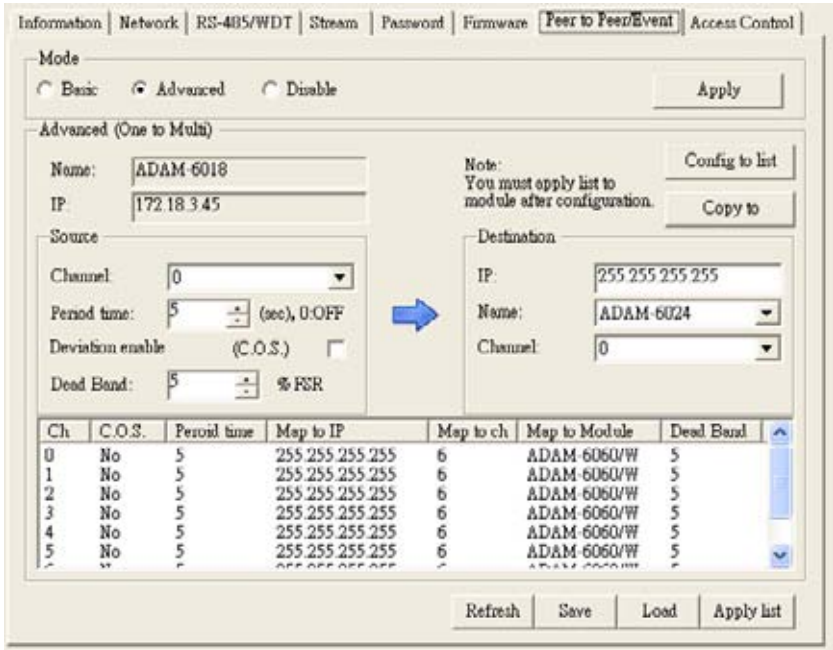 Information Network RS-485/WDT Stream Password Firmware Peer to Peer/Event Access Control
Mode
Basic Advanced Disable Apply
Advanced (One to Multi)
Name: ADAM-6018
IP: 172.18.3.45
Note:
You must apply list to
module after configuration.
Config to list
Copy to
Source
Channel: 0
Period time: 5 (sec), 0:OFF
Deviation enable (C.O.S.)
Dead Band: 5 % FSR
Destination
IP: 255.255.255.255
Name: ADAM-6024
Channel: 0
Ch C.O.S. Peroid time Map to IP Map to ch Map to Module Dead Band
0 No 5 255.255.255.255 6 ADAM-6060/W 5
1 No 5 255.255.255.255 6 ADAM-6060/W 5
2 No 5 255.255.255.255 6 ADAM-6060/W 5
3 No 5 255.255.255.255 6 ADAM-6060/W 5
4 No 5 255.255.255.255 6 ADAM-6060/W 5
5 No 5 255.255.255.255 6 ADAM-6060/W 5
Refresh Save Load Apply list